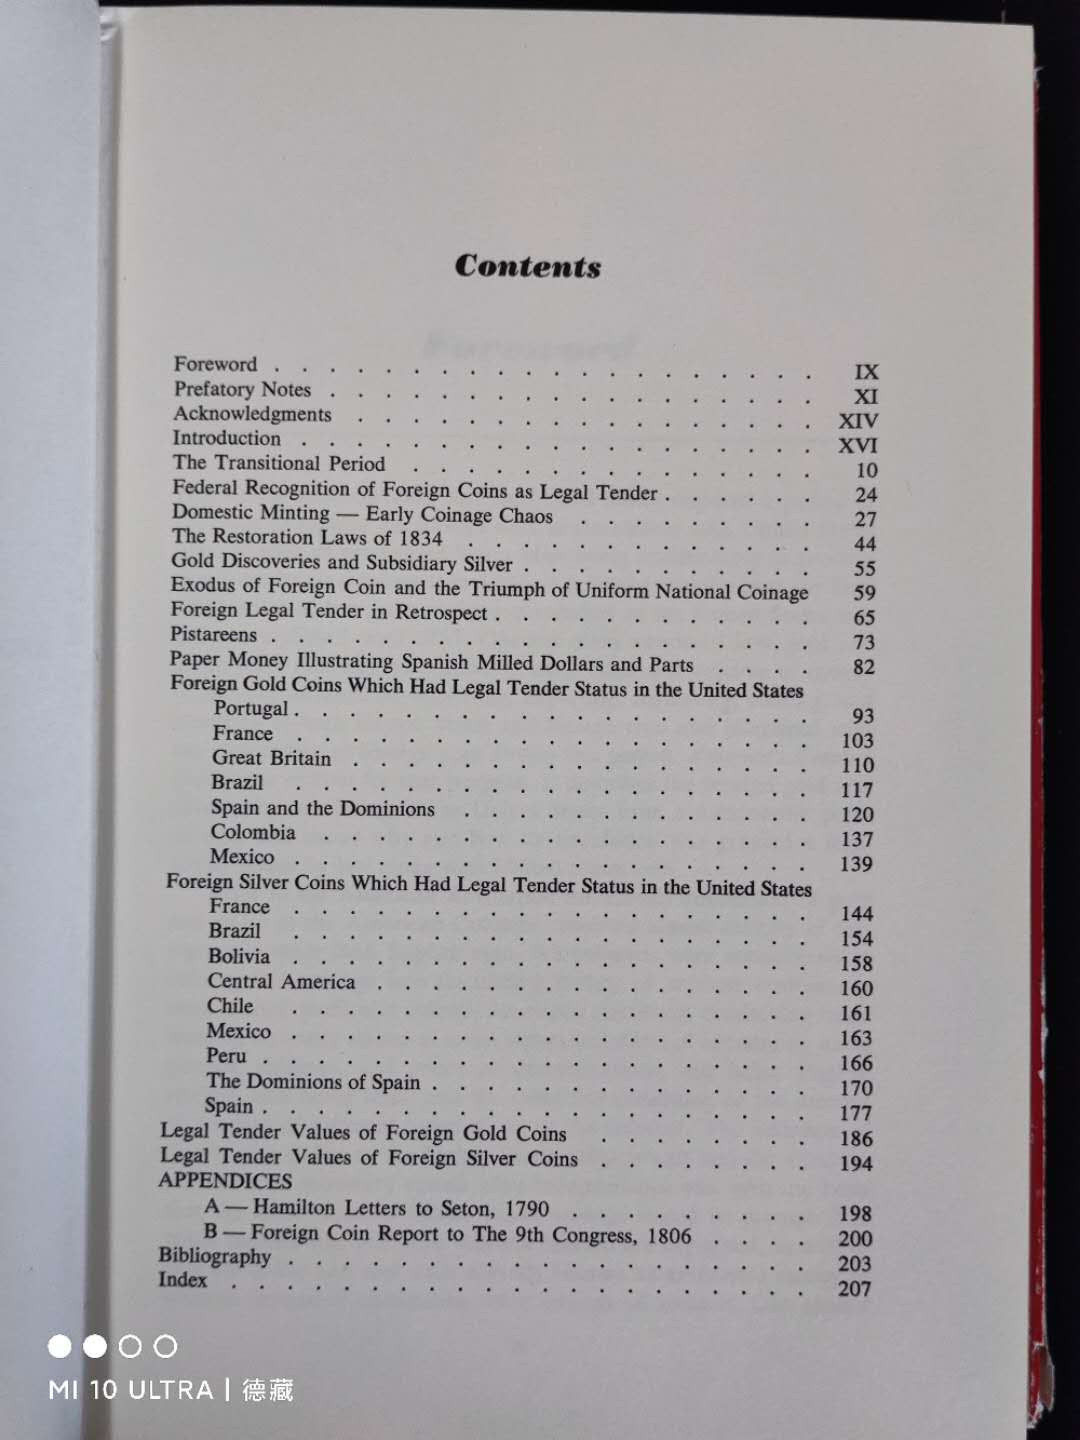 Contents
Foreword . . . . . . . . . . . . . . . . . . . . IX
Prefatory Notes . . . . . . . . . . . . . . . . . . XI
Acknowledgments . . . . . . . . . . . . . . . . . XIV
Introduction . . . . . . . . . . . . . . . . . . . XVI
The Transitional Period . . . . . . . . . . . . . . . 10
Federal Recognition of Foreign Coins as Legal Tender . . . . . . 24
Domestic Minting — Early Coinage Chaos . . . . . . . . . 27
The Restoration Laws of 1834 . . . . . . . . . . . . . 44
Gold Discoveries and Subsidiary Silver . . . . . . . . . . . 55
Exodus of Foreign Coin and the Triumph of Uniform National Coinage 59
Foreign Legal Tender in Retrospect . . . . . . . . . . . . 65
Pistareens . . . . . . . . . . . . . . . . . . . . 73
Paper Money Illustrating Spanish Milled Dollars and Parts . . . . 82
Foreign Gold Coins Which Had Legal Tender Status in the United States
Portugal . . . . . . . . . . . . . . . . . . . 93
France . . . . . . . . . . . . . . . . . . . 103
Great Britain . . . . . . . . . . . . . . . . . 110
Brazil . . . . . . . . . . . . . . . . . . . 117
Spain and the Dominions . . . . . . . . . . . . . 120
Colombia . . . . . . . . . . . . . . . . . . 137
Mexico . . . . . . . . . . . . . . . . . . . 139
Foreign Silver Coins Which Had Legal Tender Status in the United States
France . . . . . . . . . . . . . . . . . . . 144
Brazil . . . . . . . . . . . . . . . . . . . 154
Bolivia . . . . . . . . . . . . . . . . . . . 158
Central America . . . . . . . . . . . . . . . . 160
Chile . . . . . . . . . . . . . . . . . . . 161
Mexico . . . . . . . . . . . . . . . . . . . 163
Peru . . . . . . . . . . . . . . . . . . . . 166
The Dominions of Spain . . . . . . . . . . . . . . 170
Spain . . . . . . . . . . . . . . . . . . . . 177
Legal Tender Values of Foreign Gold Coins . . . . . . . . 186
Legal Tender Values of Foreign Silver Coins . . . . . . . . 194
APPENDICES
A — Hamilton Letters to Seton, 1790 . . . . . . . . . 198
B — Foreign Coin Report to The 9th Congress, 1806 . . . . 200
Bibliography . . . . . . . . . . . . . . . . . . . 203
Index . . . . . . . . . . . . . . . . . . . . . 207
MI 10 ULTRA | 德藏